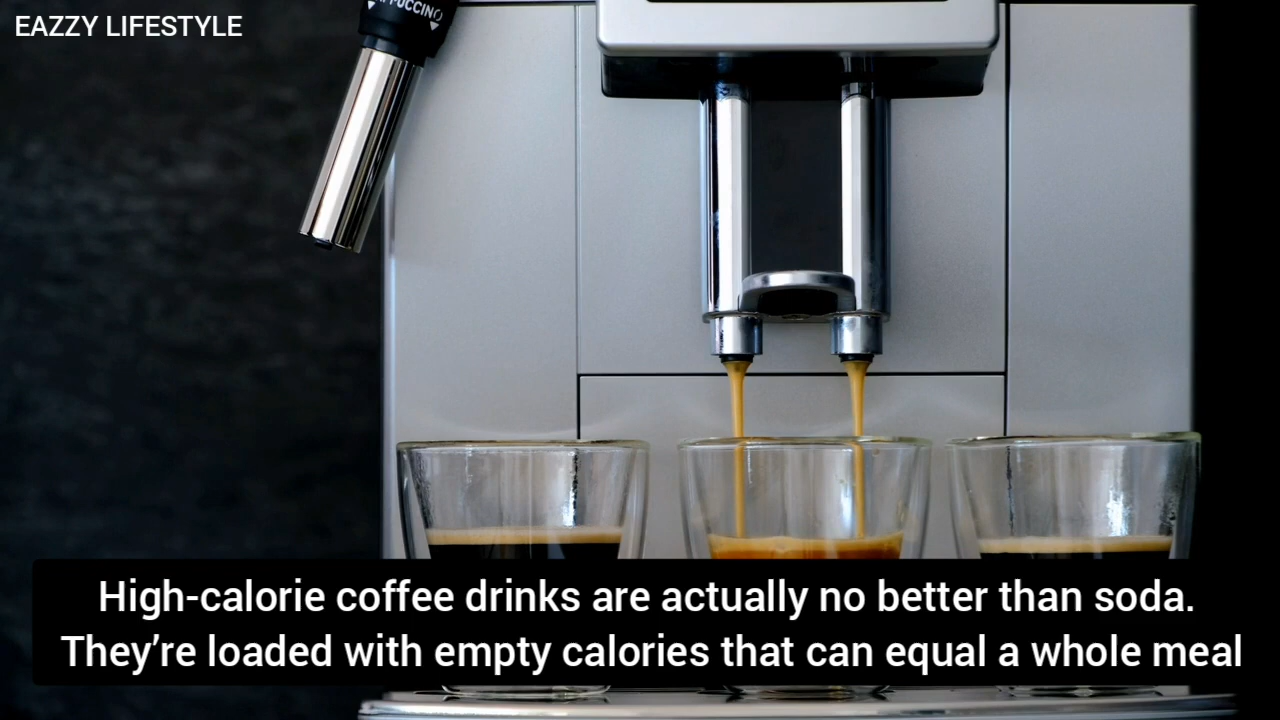 EAZZY LIFESTYLE
High-calorie coffee drinks are actually no better than soda.
They’re loaded with empty calories that can equal a whole meal